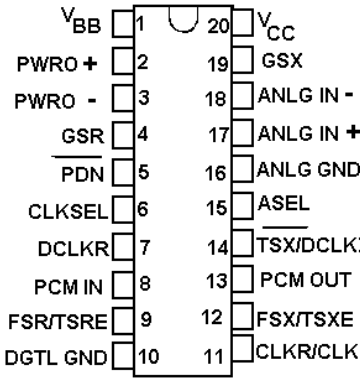 VBB 1 20 VCC
PWRO + 2 19 GSX
PWRO - 3 18 ANLG IN -
GSR 4 17 ANLG IN +
PDN 5 16 ANLG GND
CLKSEL 6 15 ASEL
DCLKR 7 14 TSX/DCLK
PCM IN 8 13 PCM OUT
FSR/TSRE 9 12 FSX/TSXE
DGTL GND 10 11 CLKR/CLK